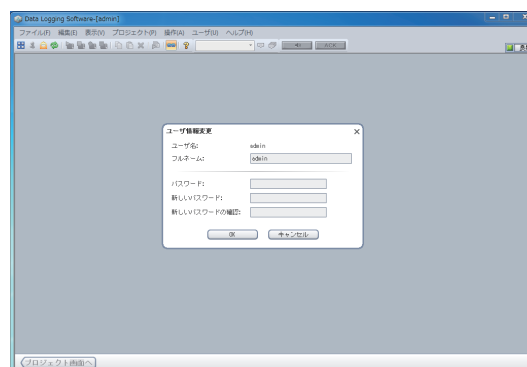 Data Logging Software-[admin]
ファイル(F) 編集(E) 表示(V) プロジェクト(P) 操作(A) ユーザ(U) ヘルプ(H)
ACK
ユーザ情報変更
ユーザ名: admin
フルネーム: admin
パスワード:
新しいパスワード:
新しいパスワードの確認:
OK キャンセル
プロジェクト画面へ